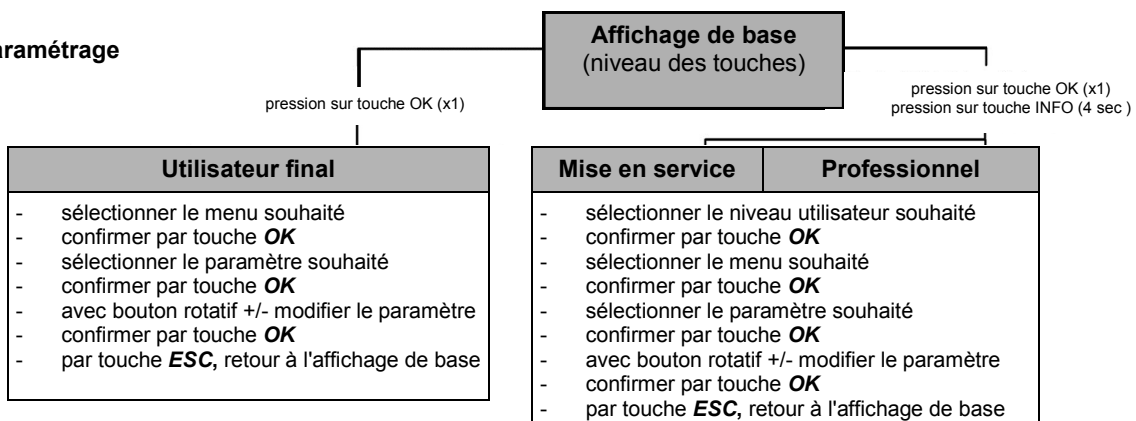 Affichage de base
(niveau des touches)
pression sur touche OK (x1)
pression sur touche OK (x1)
pression sur touche INFO (4 sec )
Utilisateur final
- sélectionner le menu souhaité
- confirmer par touche OK
- sélectionner le paramètre souhaité
- confirmer par touche OK
- avec bouton rotatif +/- modifier le paramètre
- confirmer par touche OK
- par touche ESC, retour à l'affichage de base
Mise en service
Professionnel
- sélectionner le niveau utilisateur souhaité
- confirmer par touche OK
- sélectionner le menu souhaité
- confirmer par touche OK
- sélectionner le paramètre souhaité
- confirmer par touche OK
- avec bouton rotatif +/- modifier le paramètre
- confirmer par touche OK
- par touche ESC, retour à l'affichage de base